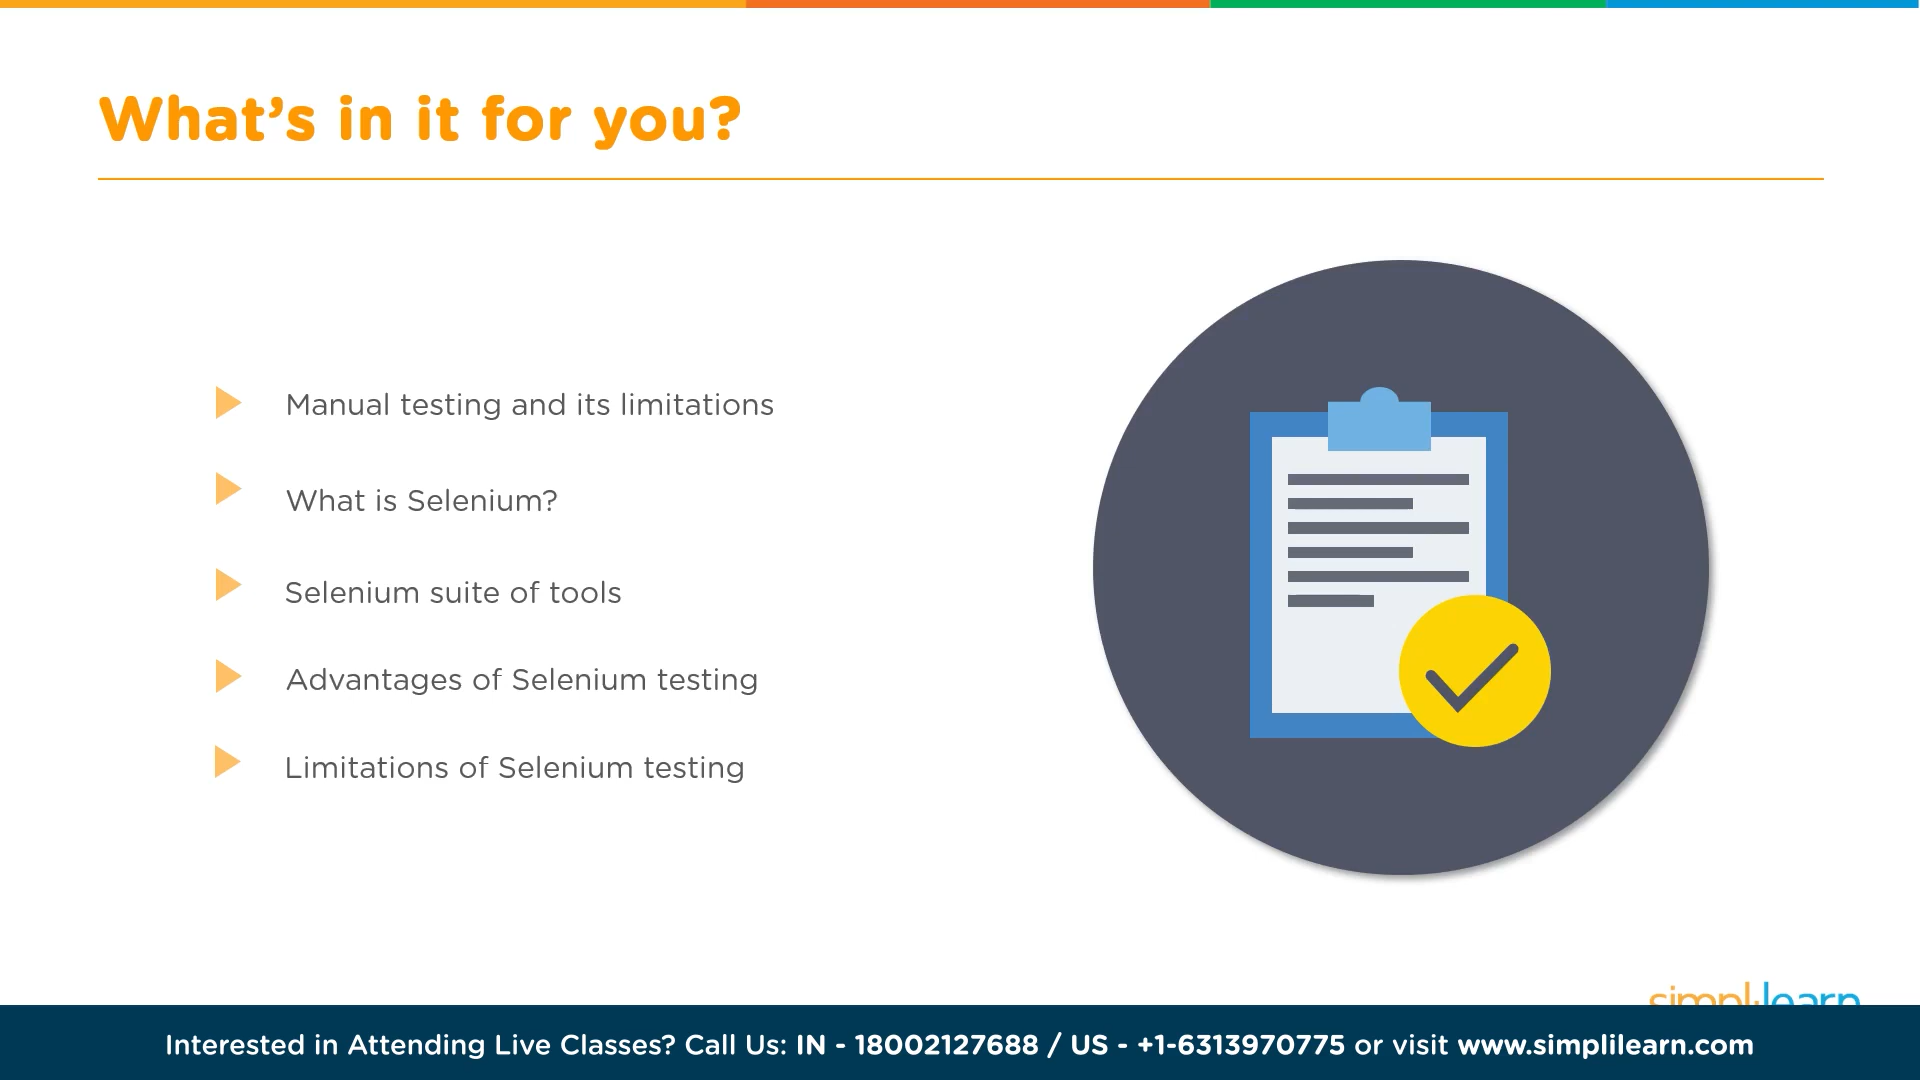 What's in it for you?
Manual testing and its limitations
What is Selenium?
Selenium suite of tools
Advantages of Selenium testing
Limitations of Selenium testing
simplilearn
Interested in Attending Live Classes? Call Us: IN - 18002127688 / US - +1-6313970775 or visit www.simplilearn.com